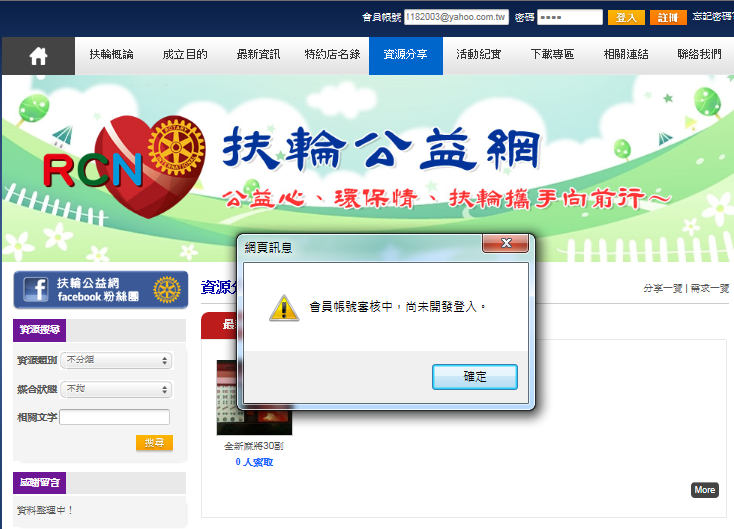 會員帳號 1182003@yahoo.com.tw 密碼 •••• 登入 註冊 忘記密碼?
扶輪概論 成立目的 最新資訊 特約店名錄 資源分享 活動紀實 下載專區 相關連結 聯絡我們
RCN 扶輪公益網
公益心、環保情、扶輪攜手向前行～
網頁訊息
會員帳號審核中，尚未開發登入。
確定
扶輪公益網
facebook 粉絲團
資源分
分享一覽 | 需求一覽
資源搜尋
最
資源類別 不分類
媒合狀態 不拘
相關文字
搜尋
全新麻將30副
0 人索取
感謝留言
More
資料整理中！